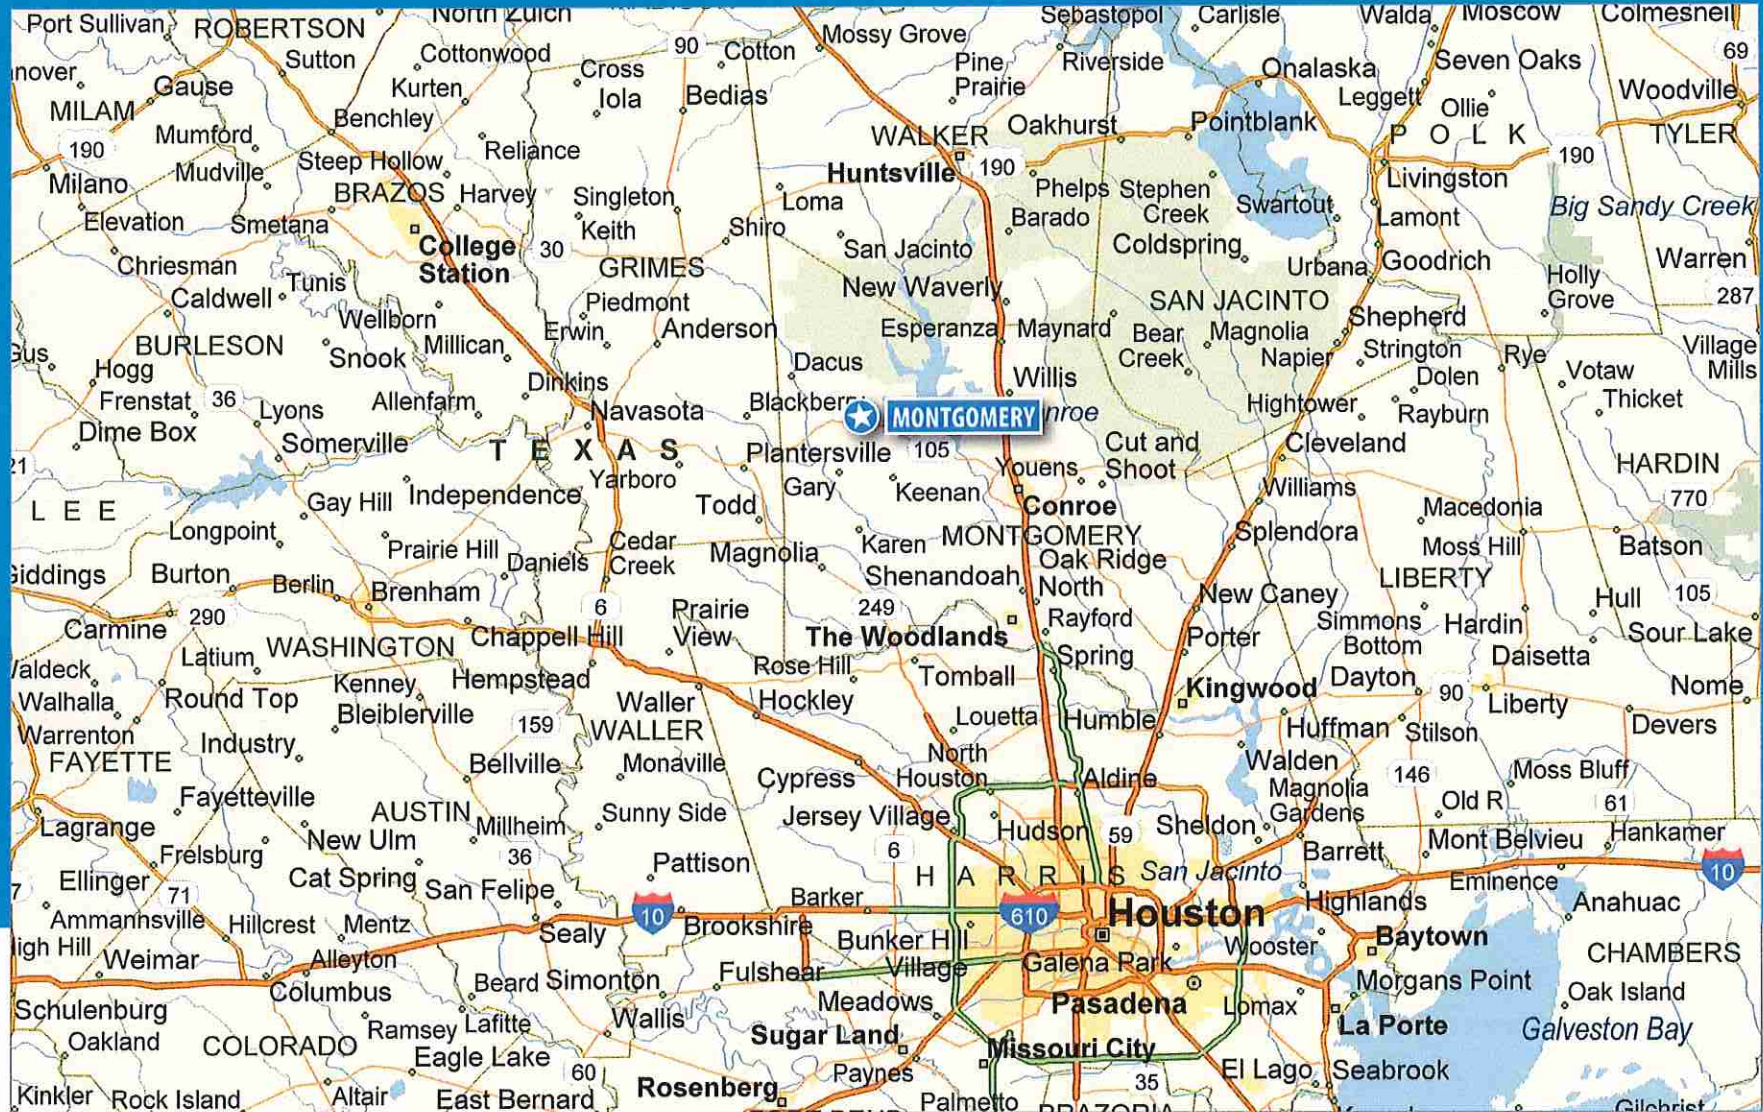 Port Sullivan
ROBERTSON
North Zulch
Sebastopol
Carlisle
Walda
Moscow
Colmesneil
Sutton
Cottonwood
90
Cotton
Mossy Grove
Riverside
Seven Oaks
69
Gause
Kurten
Cross
Iola
Bedias
Pine
Prairie
Onalaska
Leggett
Ollie
Woodville
MILAM
Mumford
Benchley
Reliance
WALKER
Oakhurst
Pointblank
POLK
TYLER
190
Mudville
Steep Hollow
Huntsville
190
190
Milano
BRAZOS
Harvey
Singleton
Loma
Phelps
Stephen
Creek
Swartout
Livingston
Big Sandy Creek
Elevation
Smetana
Keith
Shiro
Barado
Lamont
College
Station
30
San Jacinto
Coldspring
Chriesman
Tunis
GRIMES
Urbana
Goodrich
Holly
Grove
Warren
Caldwell
Piedmont
New Waverly
SAN JACINTO
287
Wellborn
Erwin
Anderson
Esperanza
Maynard
Bear
Creek
Magnolia
Shepherd
BURLESON
Snook
Millican
Napier
Strington
Rye
Village
Mills
Hogg
Dacus
Willis
Dolen
Votaw
Frenstat
36
Lyons
Allenfarm
Dinkins
Navasota
MONTGOMERY
Hightower
Rayburn
Thicket
Dime Box
Somerville
TEXAS
Plantersville
105
Cut and
Shoot
Cleveland
21
Yarboro
Gary
Keenan
Youens
HARDIN
LEE
Gay Hill
Independence
Todd
Conroe
Williams
Macedonia
770
Longpoint
Prairie Hill
Daniels
Cedar
Creek
Magnolia
Karen
MONTGOMERY
Splendora
Moss Hill
Batson
Giddings
Burton
Berlin
Brenham
Shenandoah
Oak Ridge
North
LIBERTY
290
6
Prairie
View
249
Rayford
New Caney
Simmons
Bottom
Hardin
Hull
105
Carmine
WASHINGTON
Chappell Hill
The Woodlands
Porter
Sour Lake
Latium
Rose Hill
Tomball
Spring
Daisetta
Walhalla
Round Top
Kenney
Hempstead
Waller
Hockley
Kingwood
Dayton
90
Liberty
Nome
Warrenton
Bleiblerville
159
WALLER
Louetta
Humble
Huffman
Stilson
Devers
FAYETTE
Industry
Bellville
Monaville
Cypress
North
Houston
Aldine
Walden
146
Moss Bluff
Fayetteville
AUSTIN
Sunny Side
Jersey Village
Magnolia
Gardens
Old R
61
Lagrange
New Ulm
Millheim
Hudson
59
Sheldon
Mont Belvieu
Hankamer
Frelsburg
36
Pattison
6
HARRIS
San Jacinto
Barrett
10
Ellinger
71
Cat Spring
San Felipe
Barker
Highlands
Eminence
Ammannsville
Hillcrest
Mentz
10
Brookshire
610
Houston
Anahuac
Weimar
Alleyton
Sealy
Bunker Hill
Village
Wooster
Baytown
CHAMBERS
Columbus
Beard
Simonton
Fulshear
Galena Park
Morgans Point
Schulenburg
Meadows
Pasadena
Lomax
Oak Island
Oakland
COLORADO
Ramsey
Lafitte
Wallis
Sugar Land
La Porte
Galveston Bay
Eagle Lake
Missouri City
60
Paynes
El Lago
Seabrook
Kinkler
Rock Island
Altair
East Bernard
Rosenberg
Palmetto
35
BRAZORIA
Gilchrist